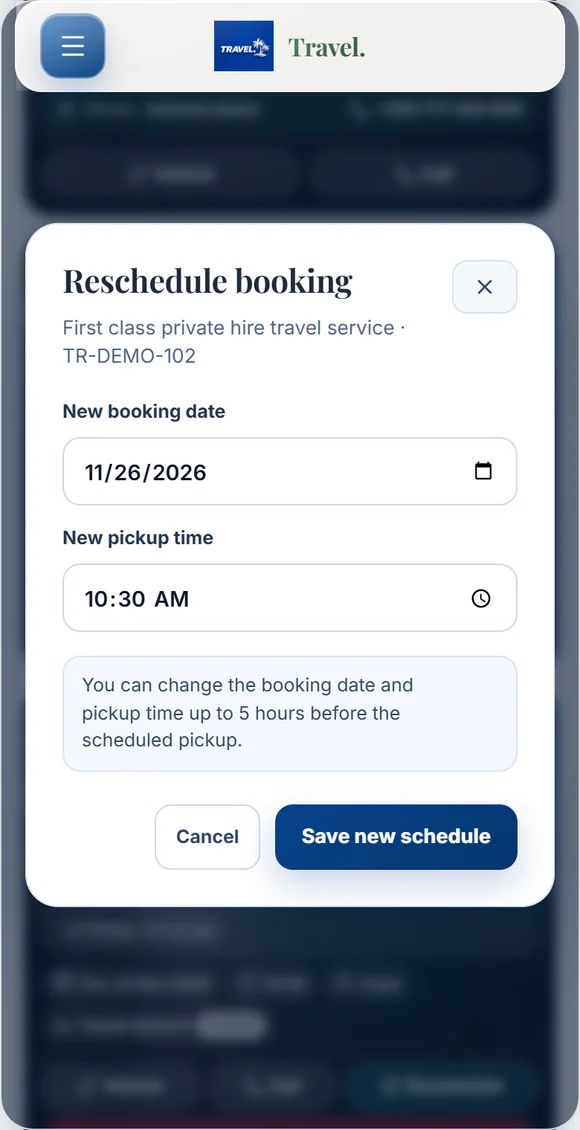 TRAVEL.
Travel.
Reschedule booking
First class private hire travel service ·
TR-DEMO-102
New booking date
11/26/2026
New pickup time
10:30 AM
You can change the booking date and
pickup time up to 5 hours before the
scheduled pickup.
Cancel
Save new schedule